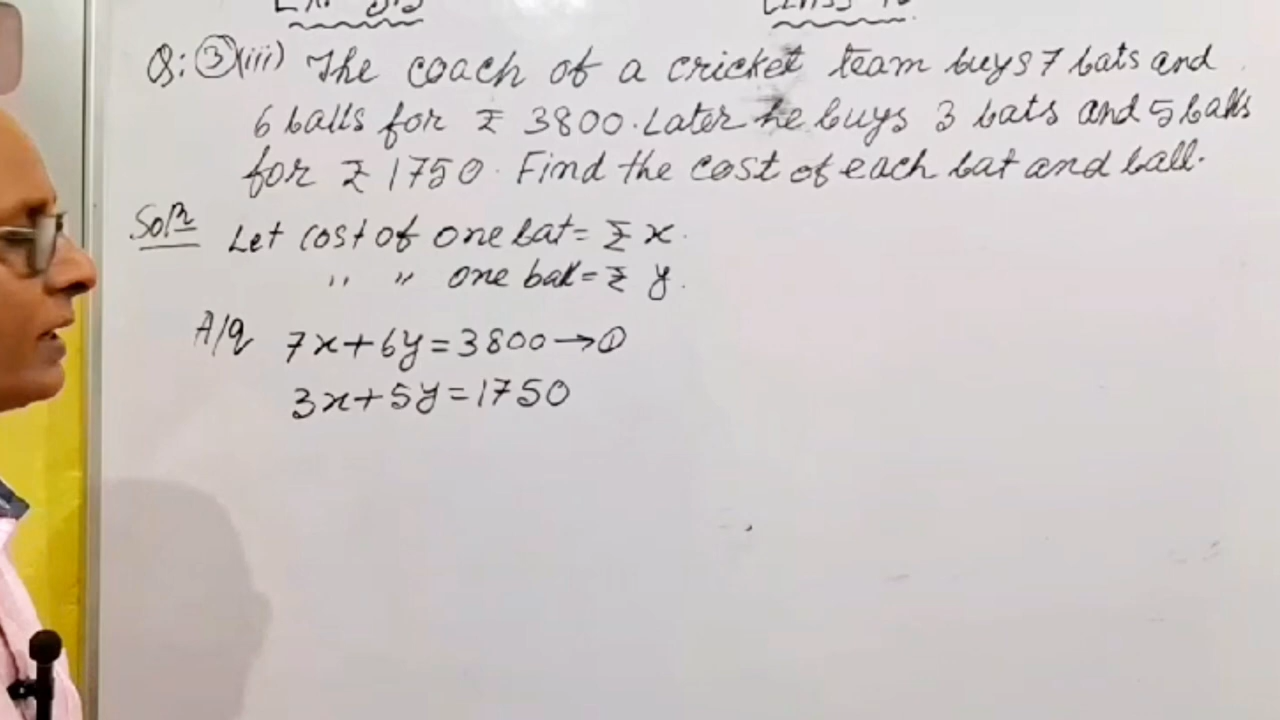 Q: ③(iii) The coach of a cricket team buys 7 bats and
6 balls for ₹ 3800. Later he buys 3 bats and 5 balls
for ₹ 1750. Find the cost of each bat and ball.
Sol^n Let cost of one bat = ₹ x.
" " one ball = ₹ y.
A/q 7x+6y=3800→①
3x+5y=1750